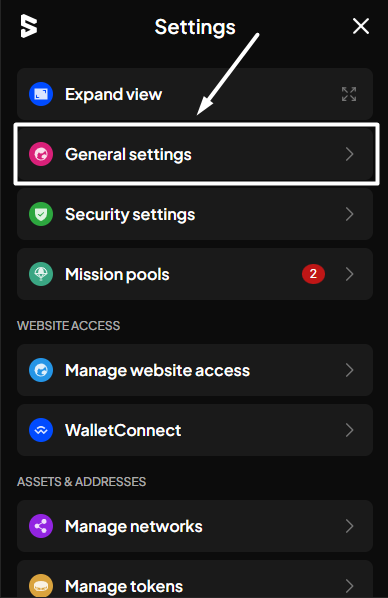 Settings
Expand view
General settings
Security settings
Mission pools
2
WEBSITE ACCESS
Manage website access
WalletConnect
ASSETS & ADDRESSES
Manage networks
Manage tokens